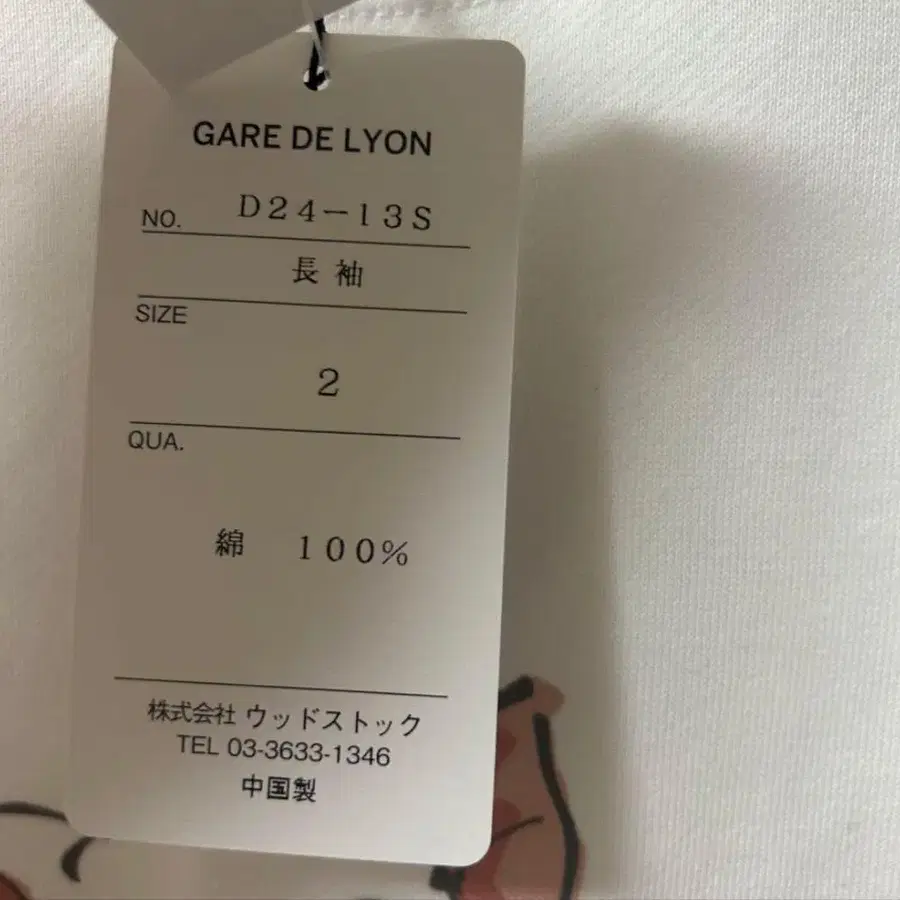 GARE DE LYON
NO. D24-13S
長袖
SIZE
2
QUA.
綿 100%
株式会社 ウッドストック
TEL 03-3633-1346
中国製